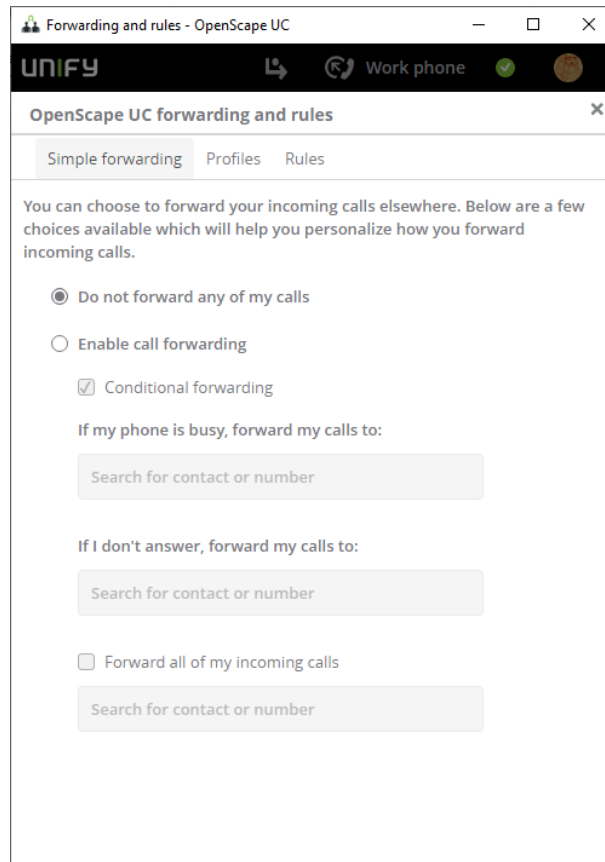 Forwarding and rules - OpenScape UC
UNIFY
Work phone
OpenScape UC forwarding and rules
Simple forwarding Profiles Rules
You can choose to forward your incoming calls elsewhere. Below are a few
choices available which will help you personalize how you forward
incoming calls.
Do not forward any of my calls
Enable call forwarding
Conditional forwarding
If my phone is busy, forward my calls to:
Search for contact or number
If I don't answer, forward my calls to:
Search for contact or number
Forward all of my incoming calls
Search for contact or number